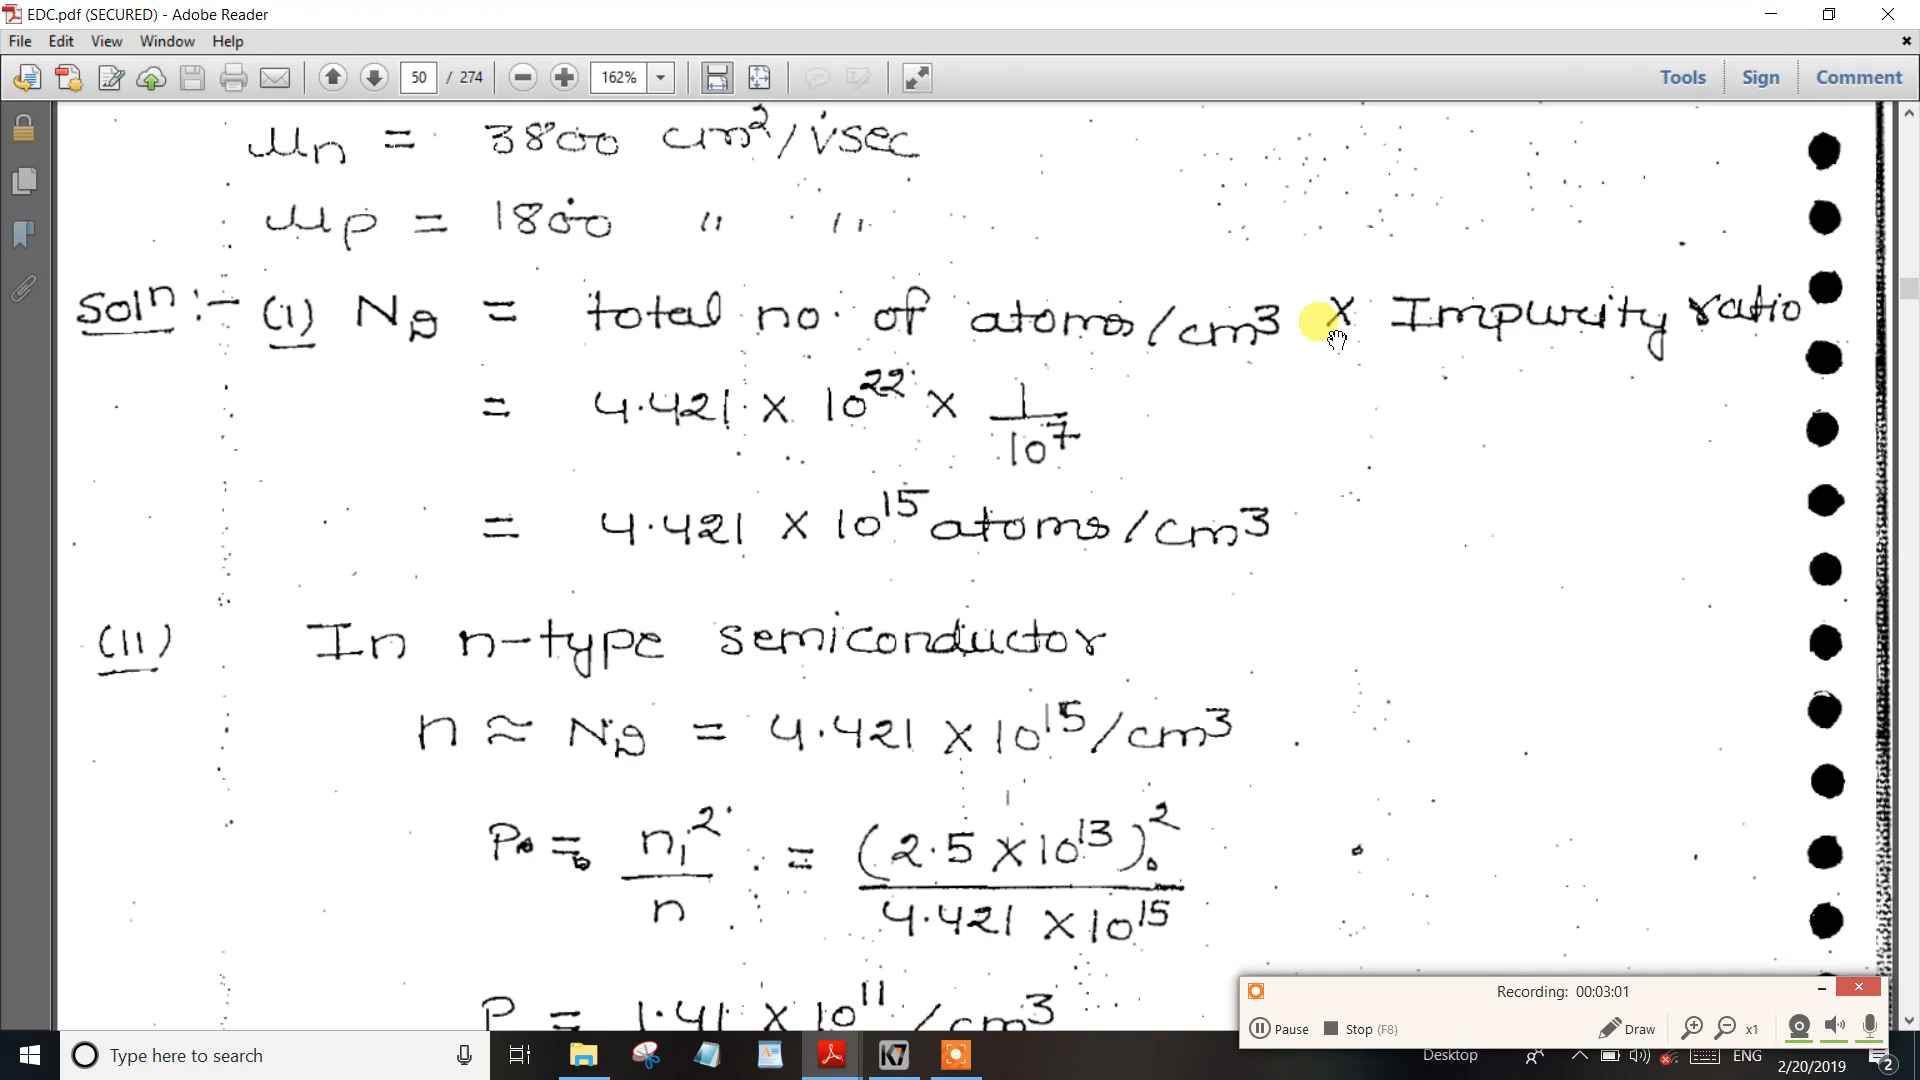 EDC.pdf (SECURED) - Adobe Reader
File Edit View Window Help
50 / 274 162% Tools Sign Comment
μn = 3800 cm²/vsec
μp = 1800 " "
Solⁿ :- (i) N_D = total no. of atoms/cm³ × Impurity ratio
= 4.421 × 10²² × 1/10⁷
= 4.421 × 10¹⁵ atoms/cm³
(ii) In n-type semiconductor
n ≈ N_D = 4.421 × 10¹⁵/cm³
P = ni²/n = (2.5 × 10¹³)²/4.421 × 10¹⁵
P = 1.41 × 10¹¹/cm³
Recording: 00:03:01
Pause Stop (F8) Draw x1
Type here to search
Desktop ENG
2/20/2019 2